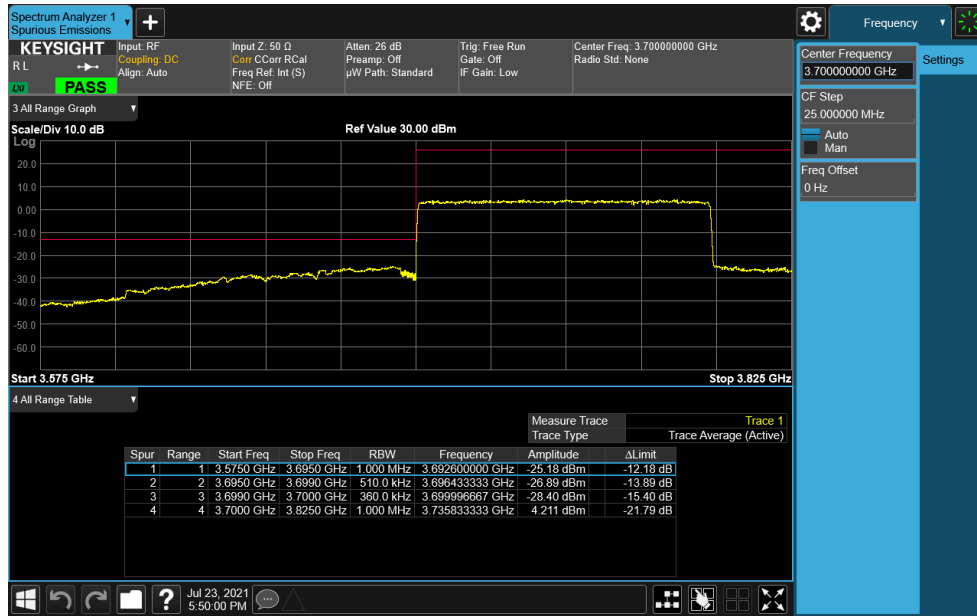 Spectrum Analyzer 1
Spurious Emissions
Frequency
KEYSIGHT
R L
LXI
PASS
Input: RF
Coupling: DC
Align: Auto
Input Z: 50 Ω
Corr CCorr RCal
Freq Ref: Int (S)
NFE: Off
Atten: 26 dB
Preamp: Off
µW Path: Standard
Trig: Free Run
Gate: Off
IF Gain: Low
Center Freq: 3.700000000 GHz
Radio Std: None
Center Frequency
3.700000000 GHz
Settings
CF Step
25.000000 MHz
Auto
Man
Freq Offset
0 Hz
3 All Range Graph
Scale/Div 10.0 dB
Ref Value 30.00 dBm
Log
20.0
10.0
0.00
-10.0
-20.0
-30.0
-40.0
-50.0
-60.0
Start 3.575 GHz
Stop 3.825 GHz
4 All Range Table
Measure Trace Trace 1
Trace Type Trace Average (Active)
Spur Range Start Freq Stop Freq RBW Frequency Amplitude ΔLimit
1 1 3.5750 GHz 3.6950 GHz 1.000 MHz 3.692600000 GHz -25.18 dBm -12.18 dB
2 2 3.6950 GHz 3.6990 GHz 510.0 kHz 3.696433333 GHz -26.89 dBm -13.89 dB
3 3 3.6990 GHz 3.7000 GHz 360.0 kHz 3.699996667 GHz -28.40 dBm -15.40 dB
4 4 3.7000 GHz 3.8250 GHz 1.000 MHz 3.735833333 GHz 4.211 dBm -21.79 dB
Jul 23, 2021
5:50:00 PM